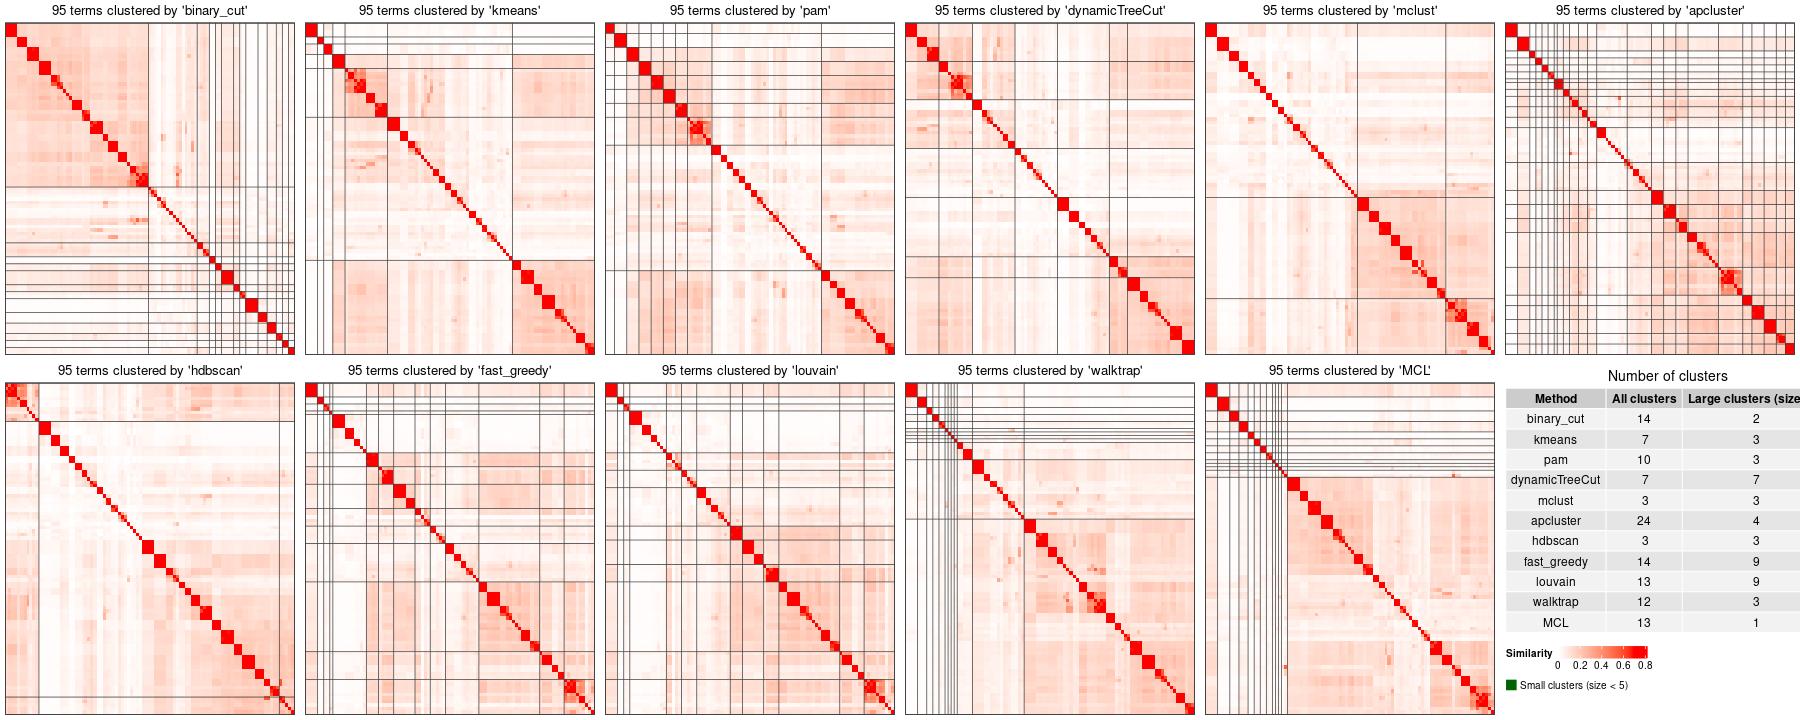 95 terms clustered by 'binary_cut'
95 terms clustered by 'kmeans'
95 terms clustered by 'pam'
95 terms clustered by 'dynamicTreeCut'
95 terms clustered by 'mclust'
95 terms clustered by 'apcluster'
95 terms clustered by 'hdbscan'
95 terms clustered by 'fast_greedy'
95 terms clustered by 'louvain'
95 terms clustered by 'walktrap'
95 terms clustered by 'MCL'
Number of clusters
Method All clusters Large clusters (size
binary_cut 14 2
kmeans 7 3
pam 10 3
dynamicTreeCut 7 7
mclust 3 3
apcluster 24 4
hdbscan 3 3
fast_greedy 14 9
louvain 13 9
walktrap 12 3
MCL 13 1
Similarity
0 0.2 0.4 0.6 0.8
Small clusters (size < 5)